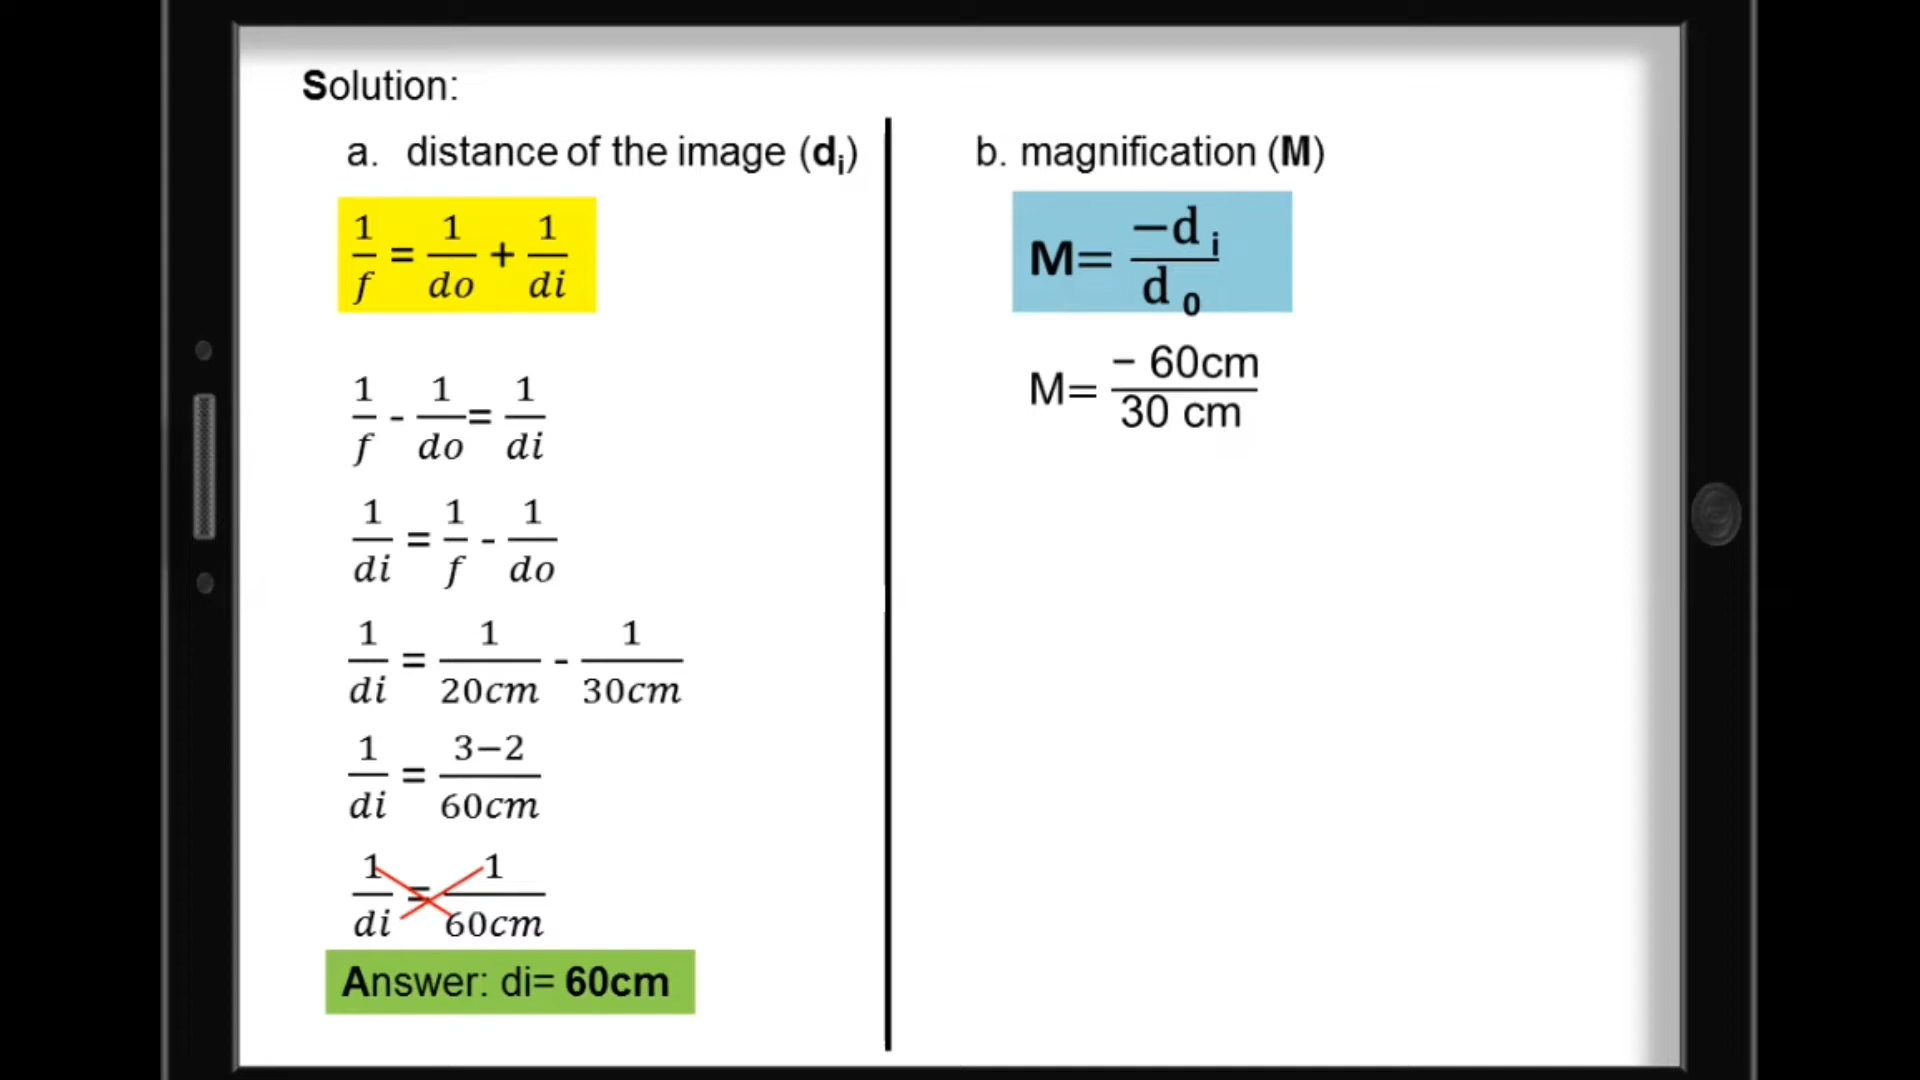 Solution:
a. distance of the image (di)
1/f = 1/do + 1/di
1/f - 1/do = 1/di
1/di = 1/f - 1/do
1/di = 1/20cm - 1/30cm
1/di = 3−2/60cm
1/di = 1/60cm
Answer: di= 60cm
b. magnification (M)
M= −d i/d 0
M= − 60cm/30 cm